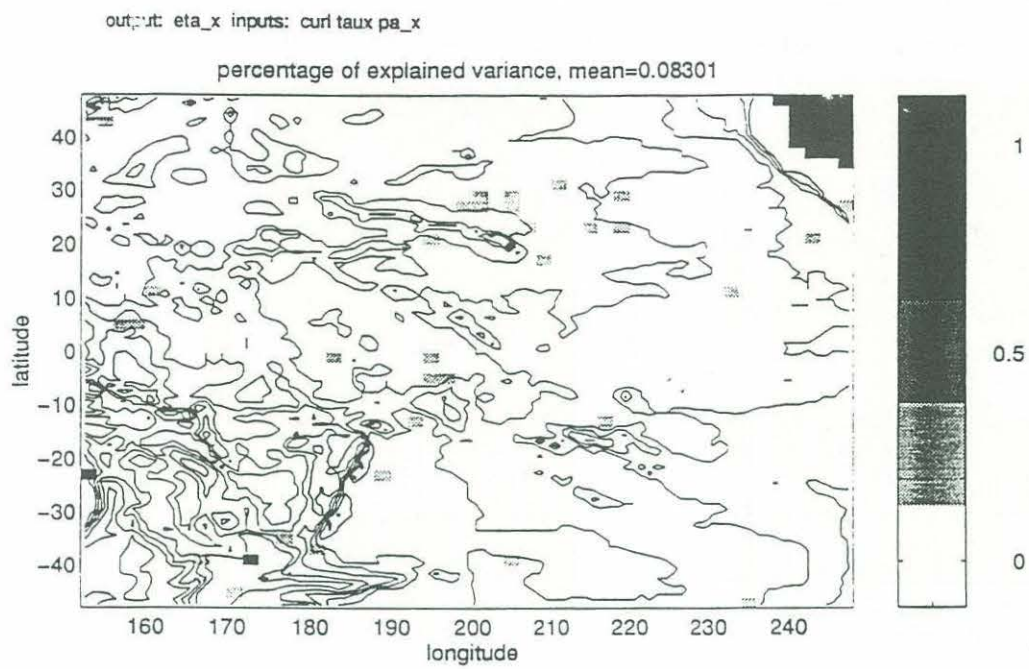 output: eta_x inputs: curl taux pa_x
percentage of explained variance, mean=0.08301
40
30
20
10
0
−10
−20
−30
−40
latitude
160 170 180 190 200 210 220 230 240
longitude
1
0.5
0